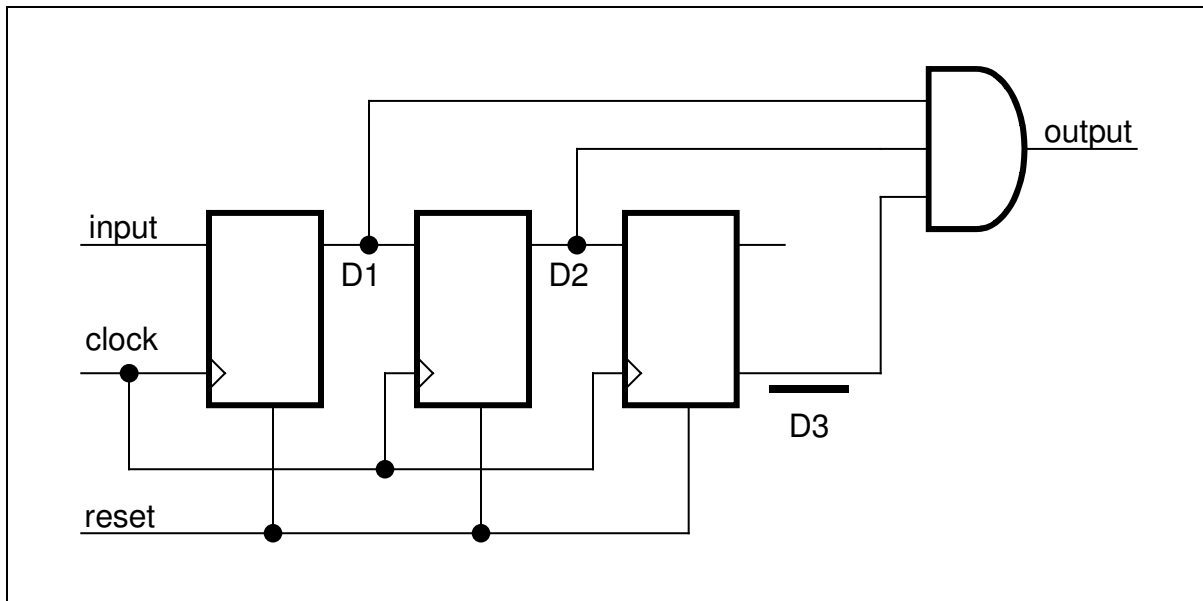 output
input
D1
D2
clock
D3
reset